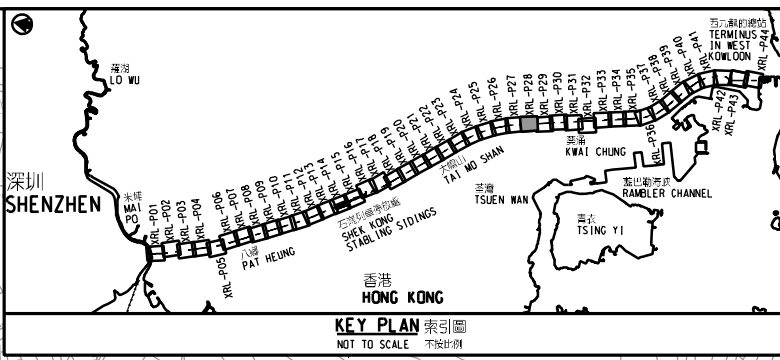 羅湖
LO WU
深圳
SHENZHEN
米埔
MAI
PO
XRL-P01
XRL-P02
XRL-P03
XRL-P04
XRL-P05
XRL-P06
XRL-P07
XRL-P08
XRL-P09
XRL-P10
XRL-P11
XRL-P12
XRL-P13
XRL-P14
XRL-P15
XRL-P16
XRL-P17
XRL-P18
XRL-P19
XRL-P20
XRL-P21
XRL-P22
XRL-P23
XRL-P24
XRL-P25
XRL-P26
XRL-P27
XRL-P28
XRL-P29
XRL-P30
XRL-P31
XRL-P32
XRL-P33
XRL-P34
XRL-P35
XRL-P36
XRL-P37
XRL-P38
XRL-P39
XRL-P40
XRL-P41
XRL-P42
XRL-P43
XRL-P44
西九龍的總站
TERMINUS
IN WEST
KOWLOON
八鄉
PAT HEUNG
SHEK KONG
STABLING SIDINGS
大帽山
TAI MO SHAN
葵涌
KWAI CHUNG
荃灣
TSUEN WAN
藍巴勒海峽
RAMBLER CHANNEL
青衣
TSING YI
香港
HONG KONG
KEY PLAN 索引圖
NOT TO SCALE 不按比例